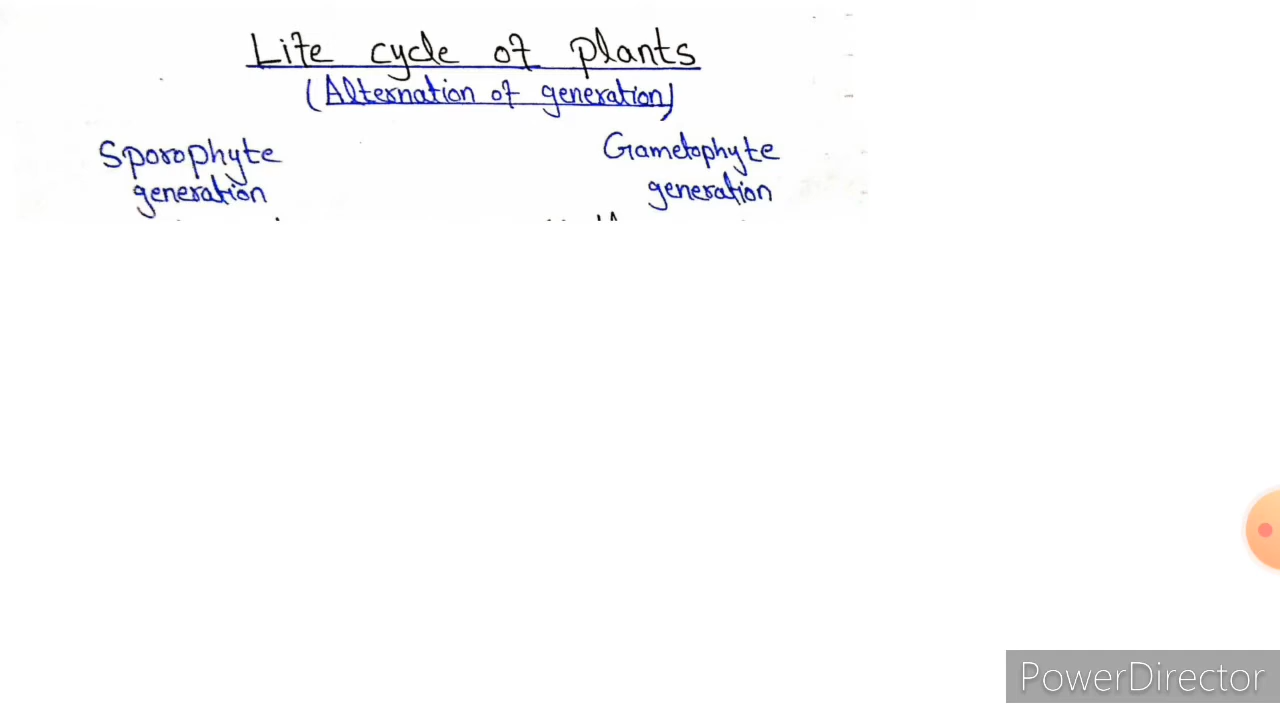 Life cycle of plants
(Alternation of generation)
Sporophyte
generation
Gametophyte
generation
PowerDirector